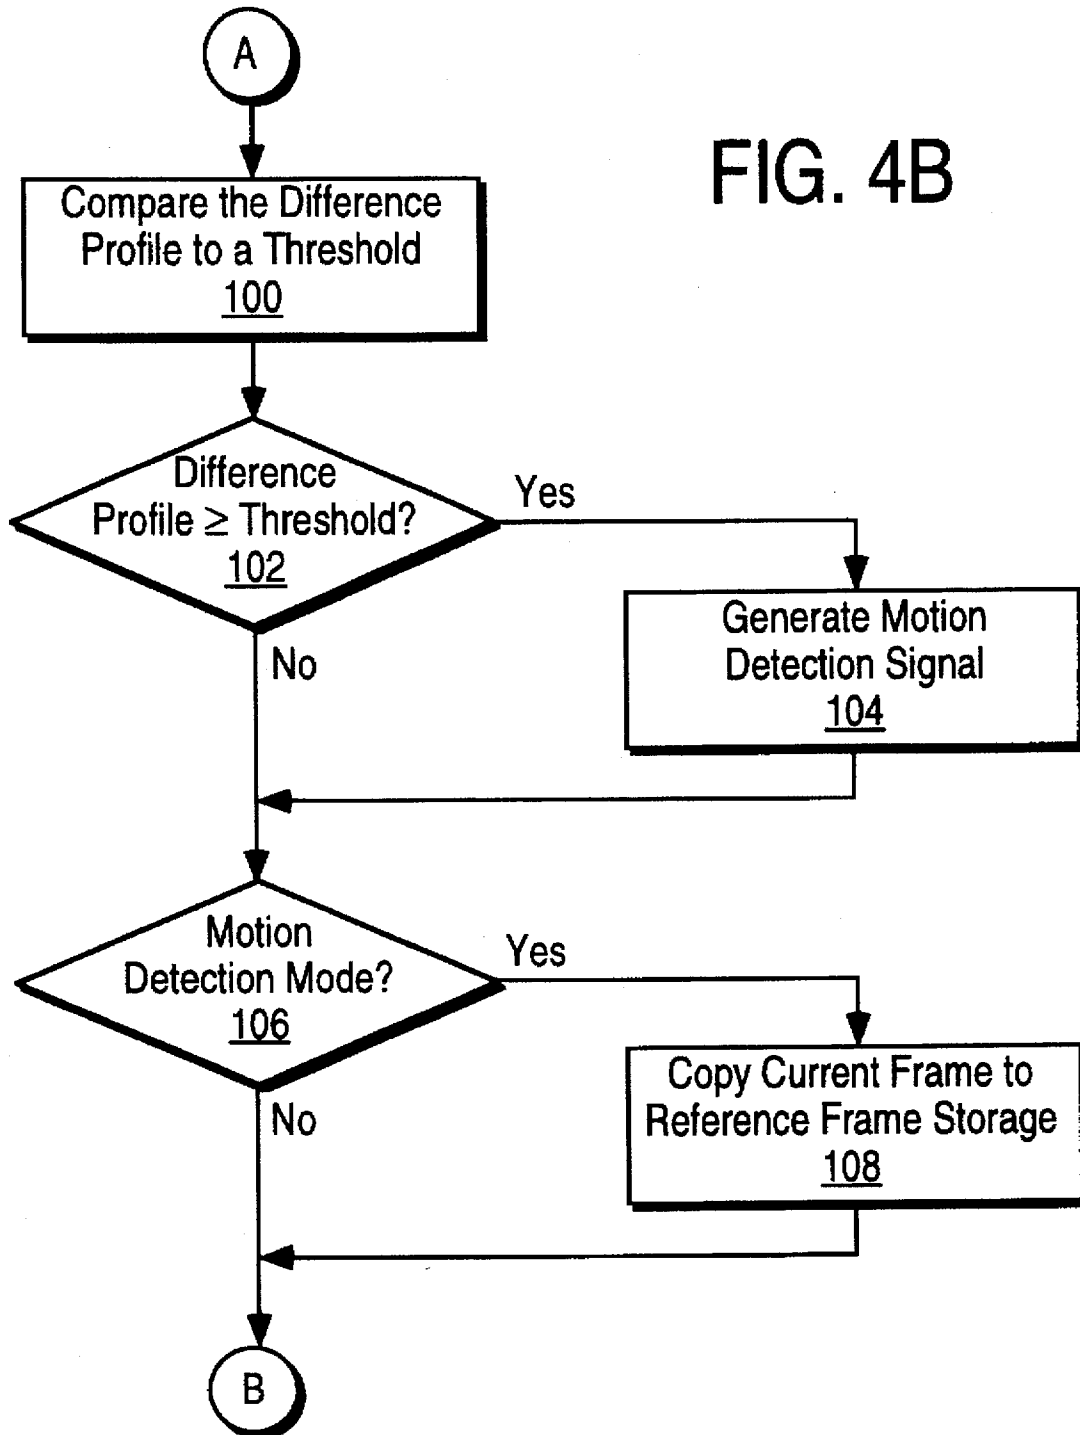 A
FIG. 4B
Compare the Difference
Profile to a Threshold
100
Difference
Profile ≥ Threshold?
102
Yes
No
Generate Motion
Detection Signal
104
Motion
Detection Mode?
106
Yes
No
Copy Current Frame to
Reference Frame Storage
108
B